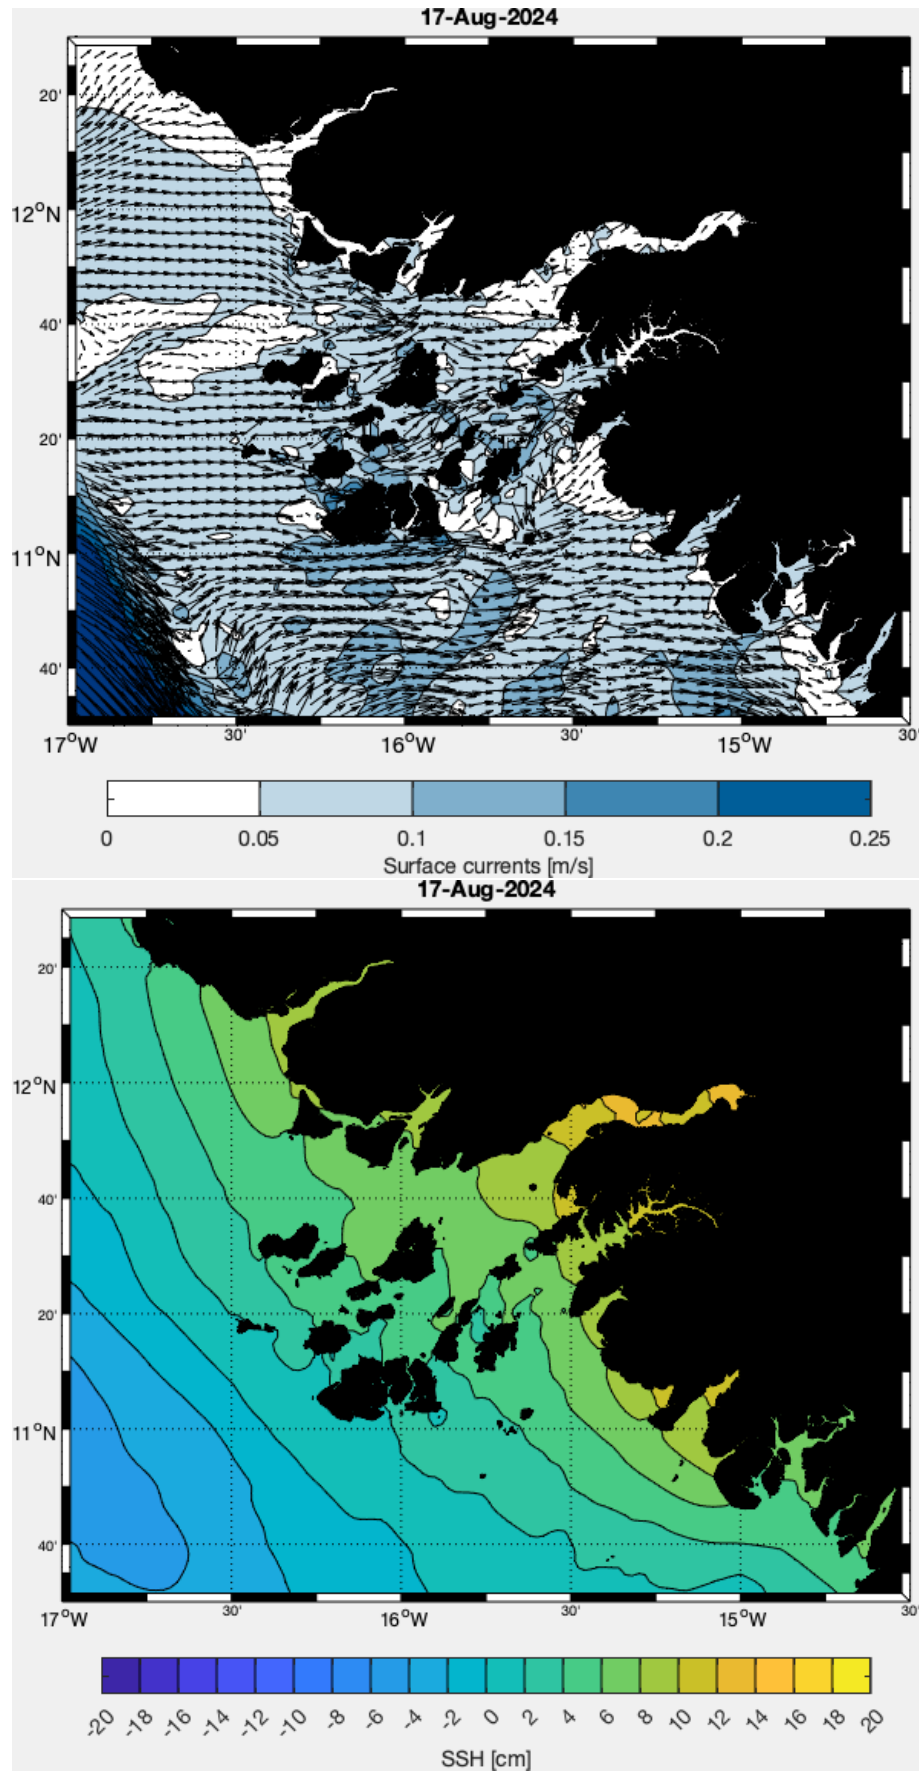 17-Aug-2024
20'
12°N
40'
20'
11°N
40'
17°W 30' 16°W 30' 15°W 30'
0 0.05 0.1 0.15 0.2 0.25
Surface currents [m/s]
17-Aug-2024
20'
12°N
40'
20'
11°N
40'
17°W 30' 16°W 30' 15°W 30'
-20 -18 -16 -14 -12 -10 -8 -6 -4 -2 0 2 4 6 8 10 12 14 16 18 20
SSH [cm]